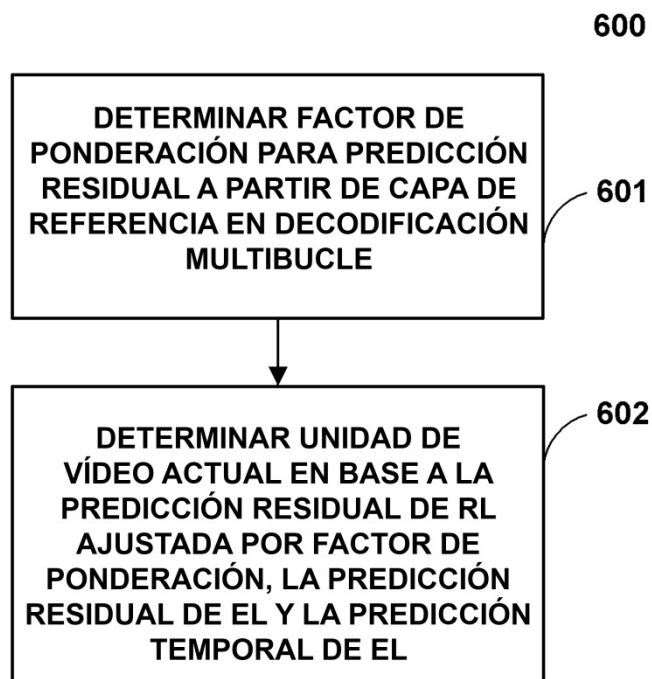 600
DETERMINAR FACTOR DE
PONDERACIÓN PARA PREDICCIÓN
RESIDUAL A PARTIR DE CAPA DE
REFERENCIA EN DECODIFICACIÓN
MULTIBUCLE
601
DETERMINAR UNIDAD DE
VÍDEO ACTUAL EN BASE A LA
PREDICCIÓN RESIDUAL DE RL
AJUSTADA POR FACTOR DE
PONDERACIÓN, LA PREDICCIÓN
RESIDUAL DE EL Y LA PREDICCIÓN
TEMPORAL DE EL
602